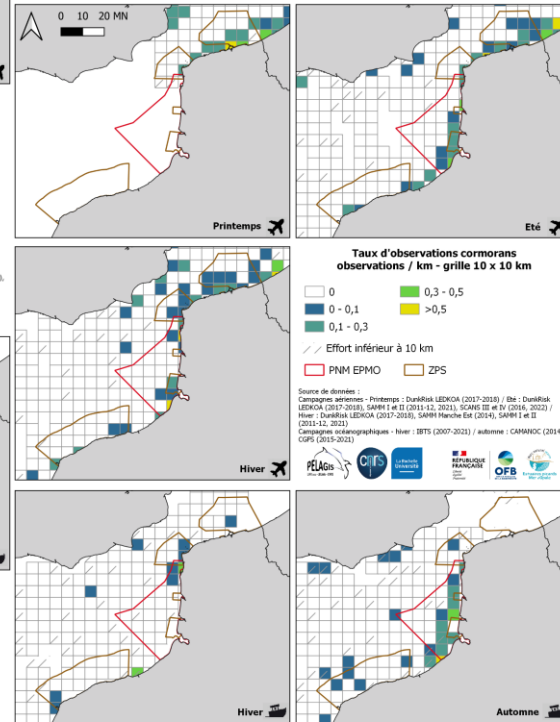 0 10 20 MN
Printemps
Eté
Taux d'observations cormorans
observations / km - grille 10 x 10 km
0
0 - 0,1
0,1 - 0,3
0,3 - 0,5
>0,5
Effort inférieur à 10 km
PNM EPMO
ZPS
Source de données :
Campagnes aériennes - Printemps : DunkRisk LEDKOA (2017-2018) / Eté : DunkRisk
LEDKOA (2017-2018), SAMM I et II (2011-12, 2021), SCANS III et IV (2016, 2022) /
Hiver : DunkRisk LEDKOA (2017-2018), SAMM Manche Est (2014), SAMM I et II
(2011-12, 2021)
Campagnes océanographiques - hiver : IBTS (2007-2021) / automne : CAMANOC (2014
CGFS (2015-2021)
PELAGIS
cnrs
La Rochelle
Université
RÉPUBLIQUE
FRANÇAISE
OFB
Hiver
Hiver
Automne